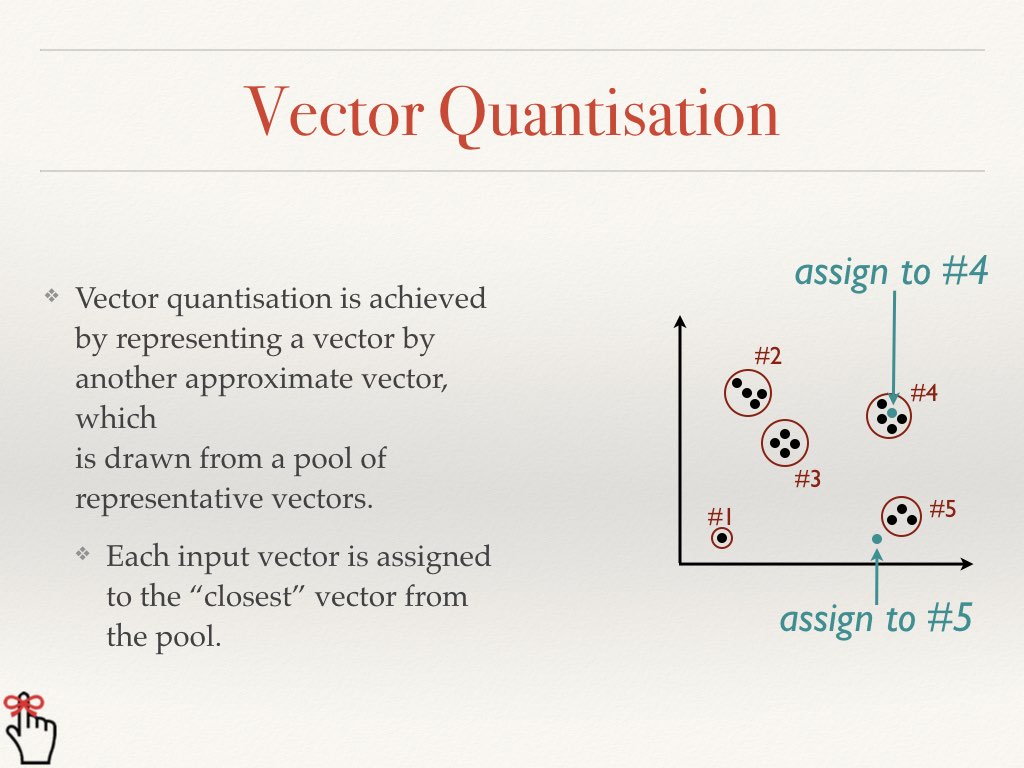 Vector Quantisation
Vector quantisation is achieved
by representing a vector by
another approximate vector,
which
is drawn from a pool of
representative vectors.
Each input vector is assigned
to the “closest” vector from
the pool.
assign to #4
#2
#4
#3
#1
#5
assign to #5